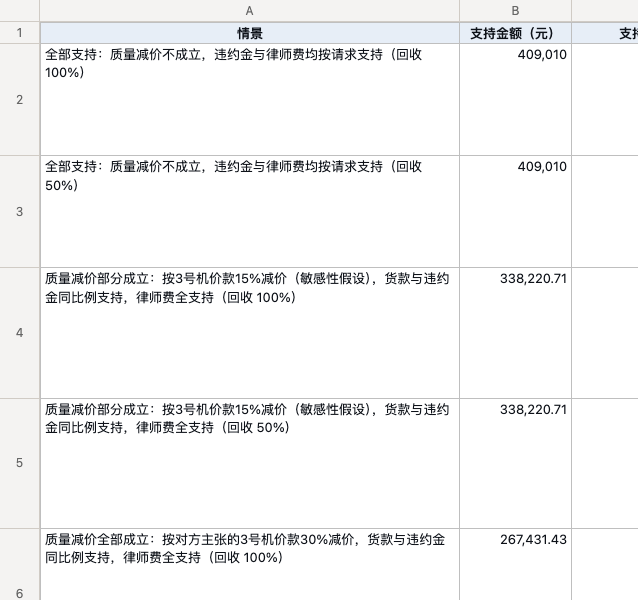 A B
1 情景 支持金额（元）
全部支持：质量减价不成立，违约金与律师费均按请求支持（回收 409,010
100%）
2
全部支持：质量减价不成立，违约金与律师费均按请求支持（回收 409,010
50%）
3
质量减价部分成立：按3号机价款15%减价（敏感性假设），货款与违约 338,220.71
金同比例支持，律师费全支持（回收 100%）
4
质量减价部分成立：按3号机价款15%减价（敏感性假设），货款与违约 338,220.71
金同比例支持，律师费全支持（回收 50%）
5
质量减价全部成立：按对方主张的3号机价款30%减价，货款与违约金 267,431.43
同比例支持，律师费全支持（回收 100%）
6